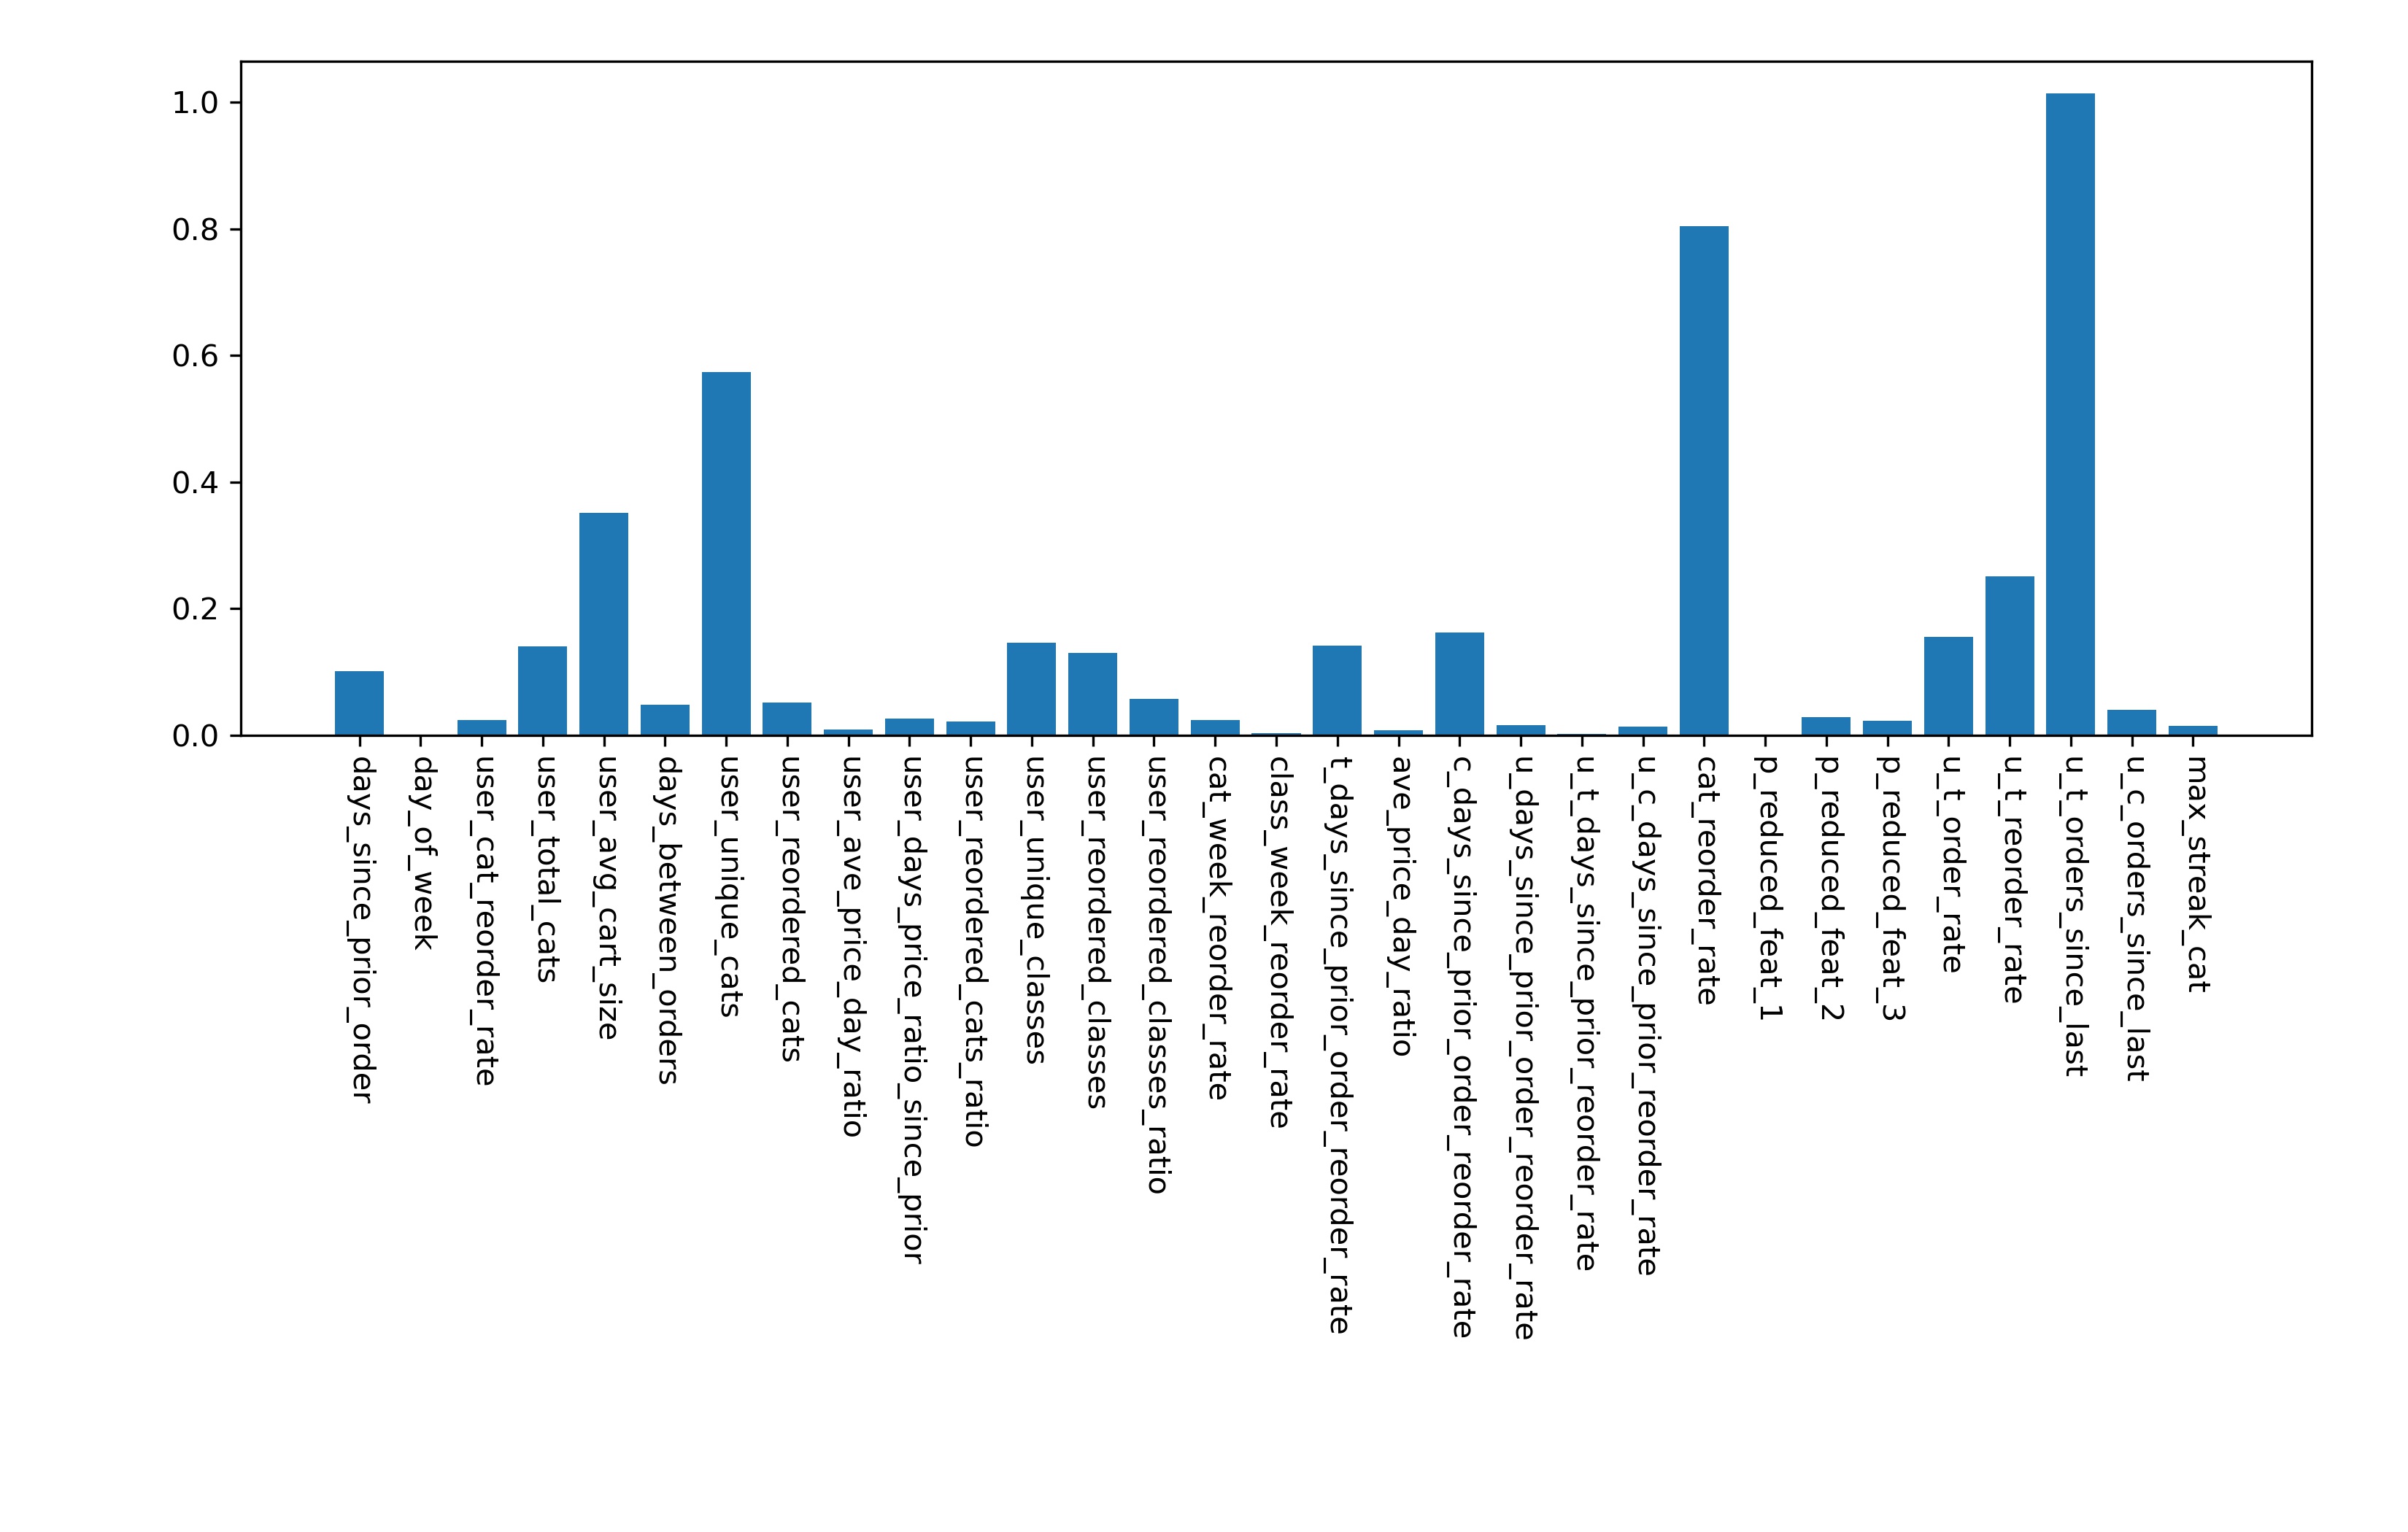 1.0
0.8
0.6
0.4
0.2
0.0
days_since_prior_order
day_of_week
user_cat_reorder_rate
user_total_cats
user_avg_cart_size
days_between_orders
user_unique_cats
user_reordered_cats
user_ave_price_day_ratio
user_days_price_ratio_since_prior
user_reordered_cats_ratio
user_unique_classes
user_reordered_classes
user_reordered_classes_ratio
cat_week_reorder_rate
class_week_reorder_rate
t_days_since_prior_order_reorder_rate
ave_price_day_ratio
c_days_since_prior_order_reorder_rate
u_days_since_prior_order_reorder_rate
u_t_days_since_prior_reorder_rate
u_c_days_since_prior_reorder_rate
cat_reorder_rate
p_reduced_feat_1
p_reduced_feat_2
p_reduced_feat_3
u_t_order_rate
u_t_reorder_rate
u_t_orders_since_last
u_c_orders_since_last
max_streak_cat